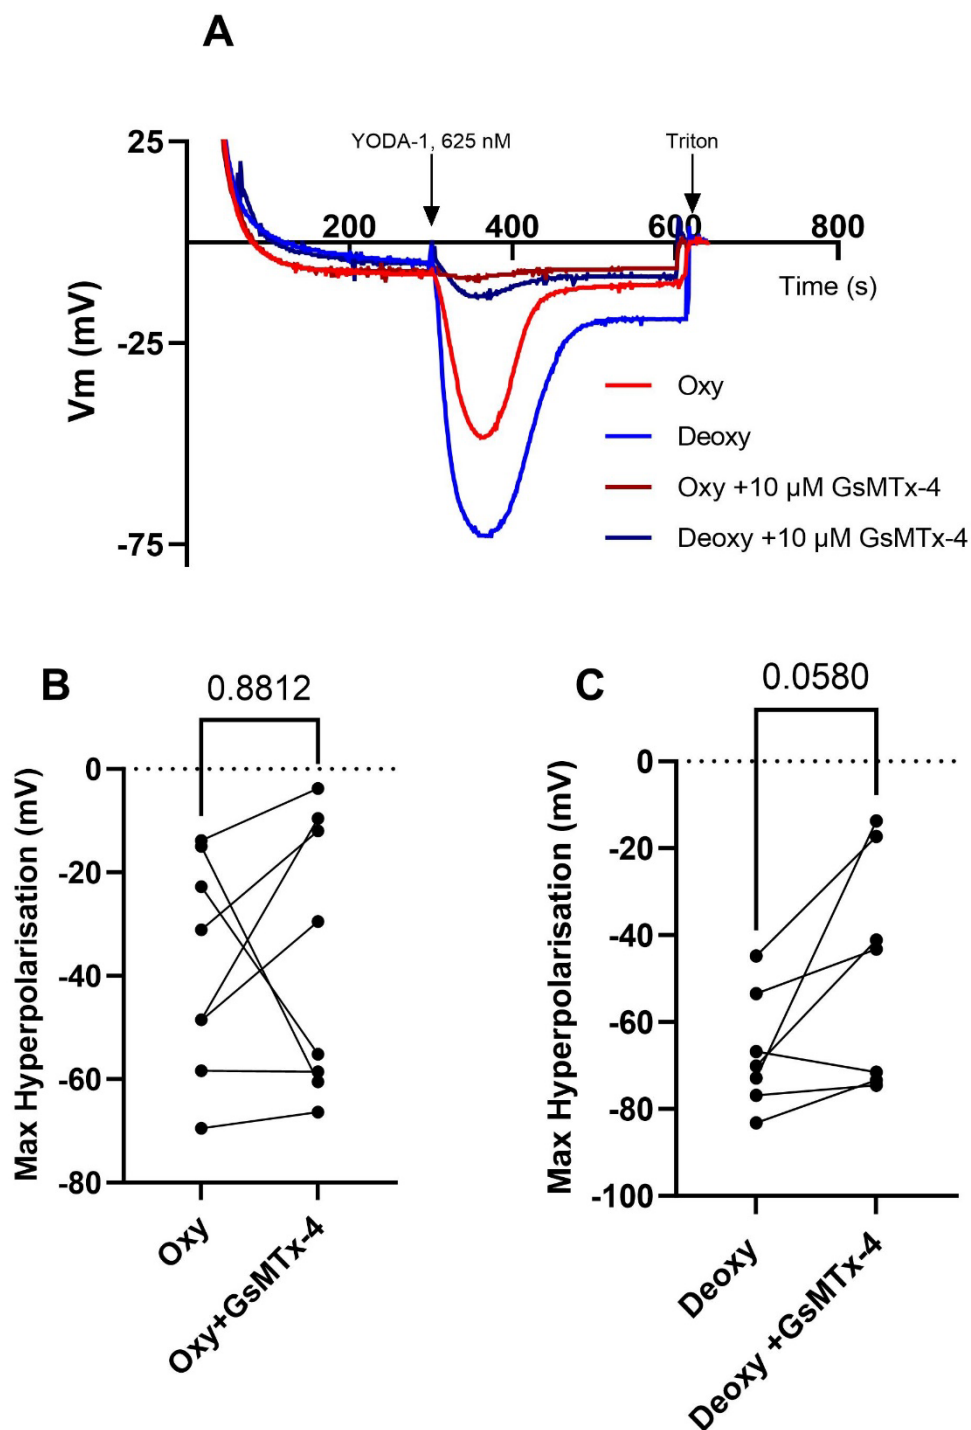 A
YODA-1, 625 nM
Triton
25
200
400
600
800
Time (s)
-25
-75
Vm (mV)
Oxy
Deoxy
Oxy +10 µM GsMTx-4
Deoxy +10 µM GsMTx-4
B
0.8812
0
-20
-40
-60
-80
Max Hyperpolarisation (mV)
Oxy
Oxy+GsMTx-4
C
0.0580
0
-20
-40
-60
-80
-100
Max Hyperpolarisation (mV)
Deoxy
Deoxy +GsMTx-4